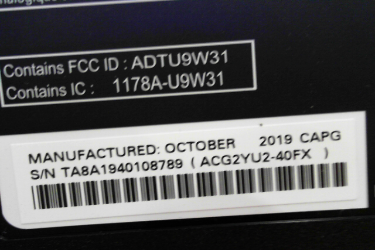 Contains FCC ID : ADTU9W31
Contains IC : 1178A-U9W31
MANUFACTURED: OCTOBER 2019 CAPG
S/N TA8A1940108789 ( ACG2YU2-40FX )